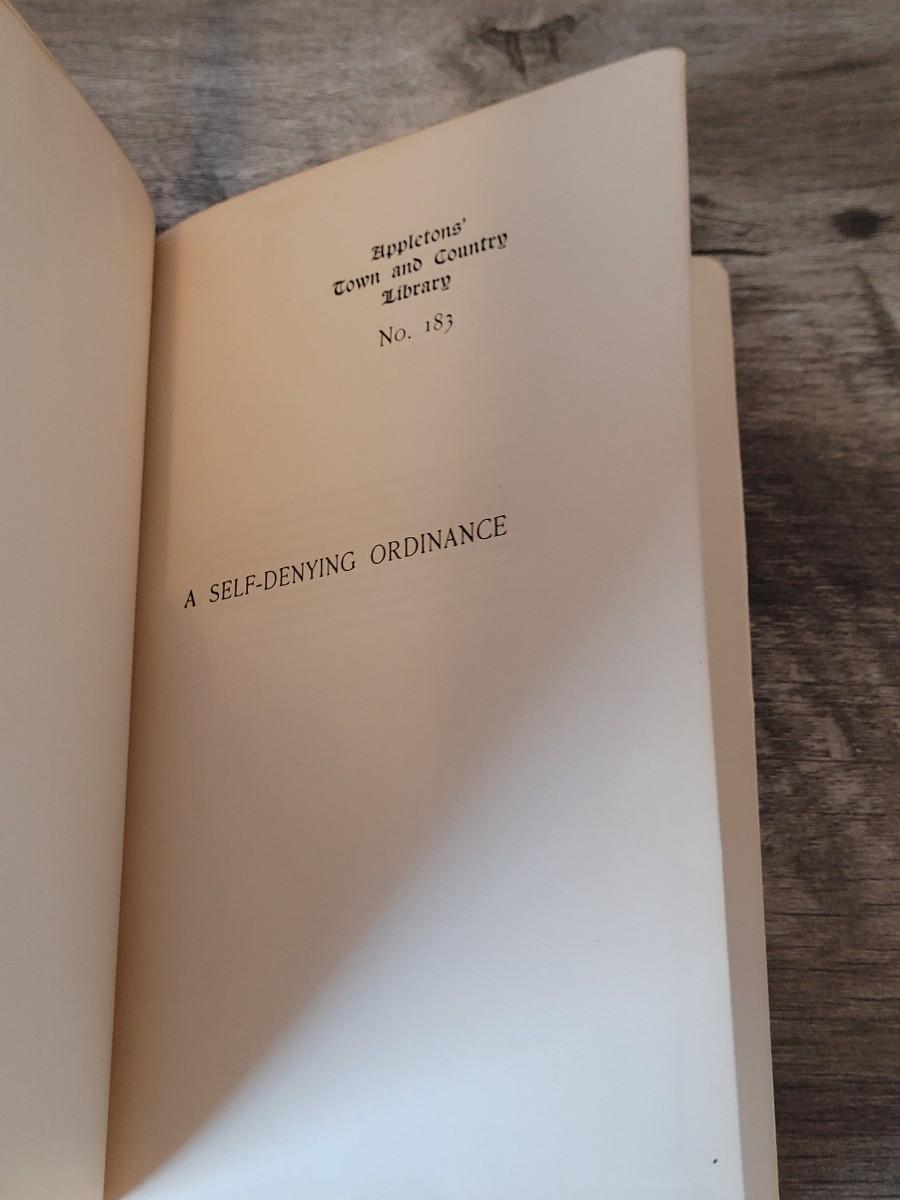 Appletons'
Town and Country
Library
No. 183
A SELF-DENYING ORDINANCE